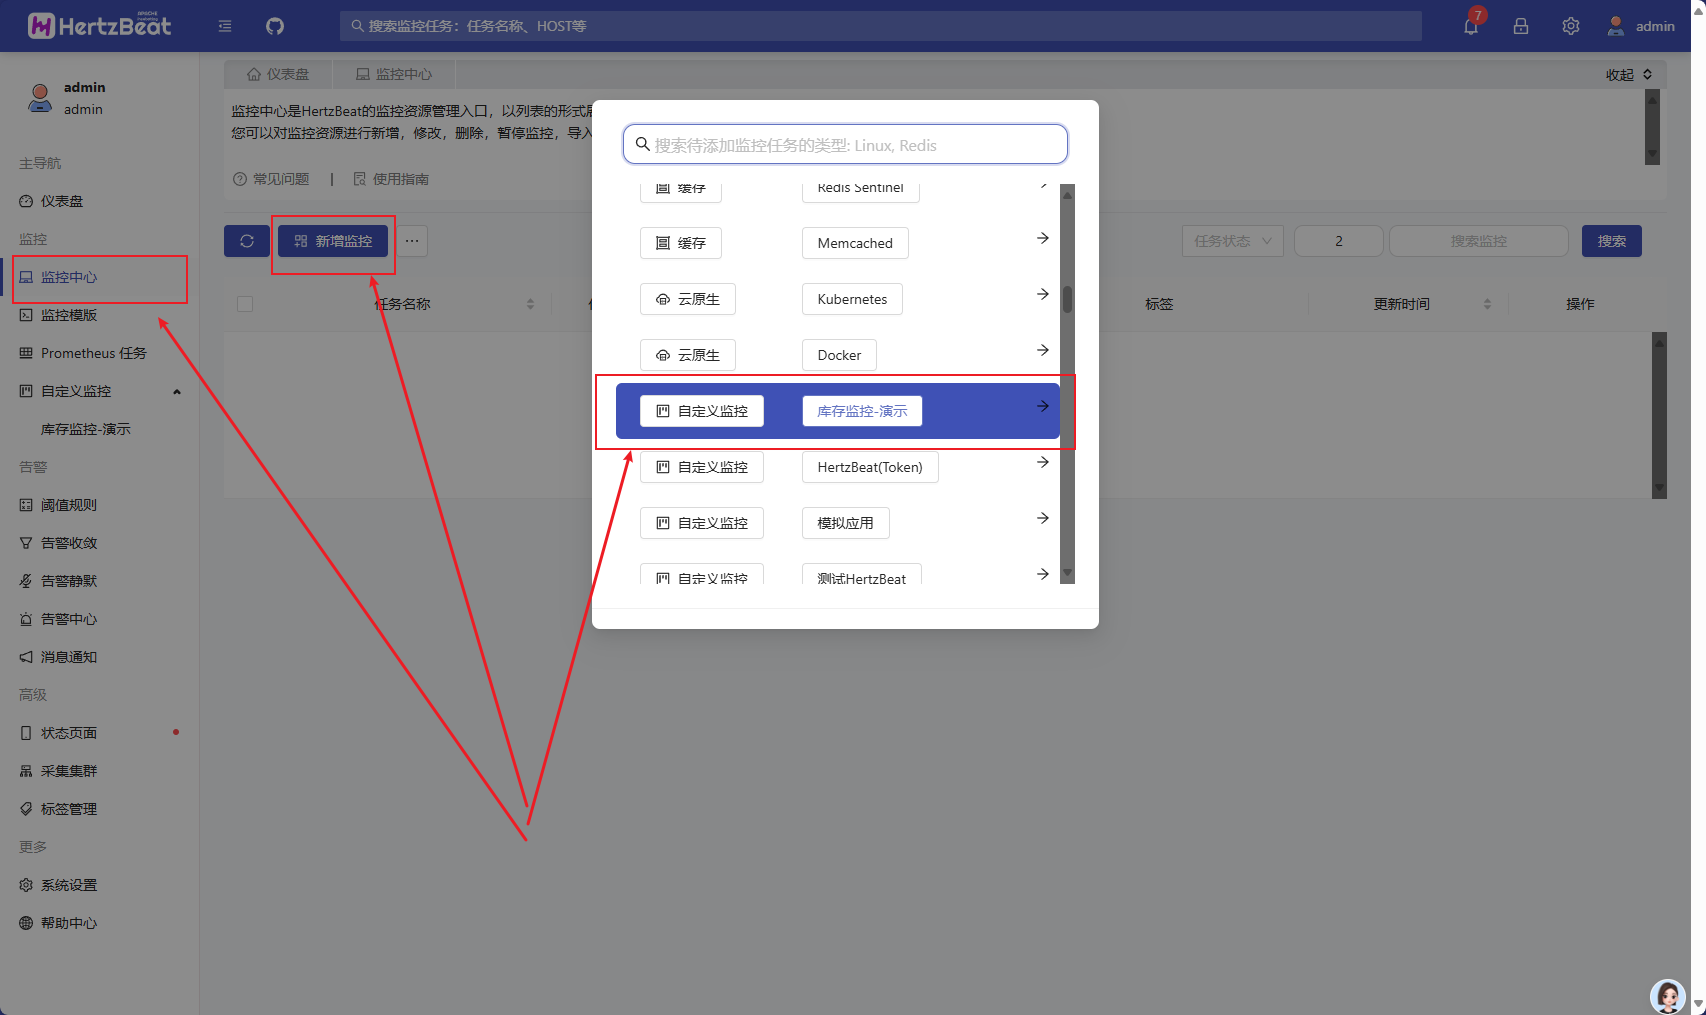 APACHE
HertzBeat
搜索监控任务：任务名称、HOST等
7
admin
admin
admin
主导航
仪表盘
监控
监控中心
监控模版
Prometheus 任务
自定义监控
库存监控-演示
告警
阈值规则
告警收敛
告警静默
告警中心
消息通知
高级
状态页面
采集集群
标签管理
更多
系统设置
帮助中心
仪表盘
监控中心
收起
监控中心是HertzBeat的监控资源管理入口，以列表的形式
您可以对监控资源进行新增，修改，删除，暂停监控，导入
常见问题 | 使用指南
新增监控
...
任务状态
2
搜索监控
搜索
任务名称
标签
更新时间
操作
搜索待添加监控任务的类型: Linux, Redis
缓存 Redis Sentinel
缓存 Memcached
云原生 Kubernetes
云原生 Docker
自定义监控 库存监控-演示
自定义监控 HertzBeat(Token)
自定义监控 模拟应用
自定义监控 测试HertzBeat